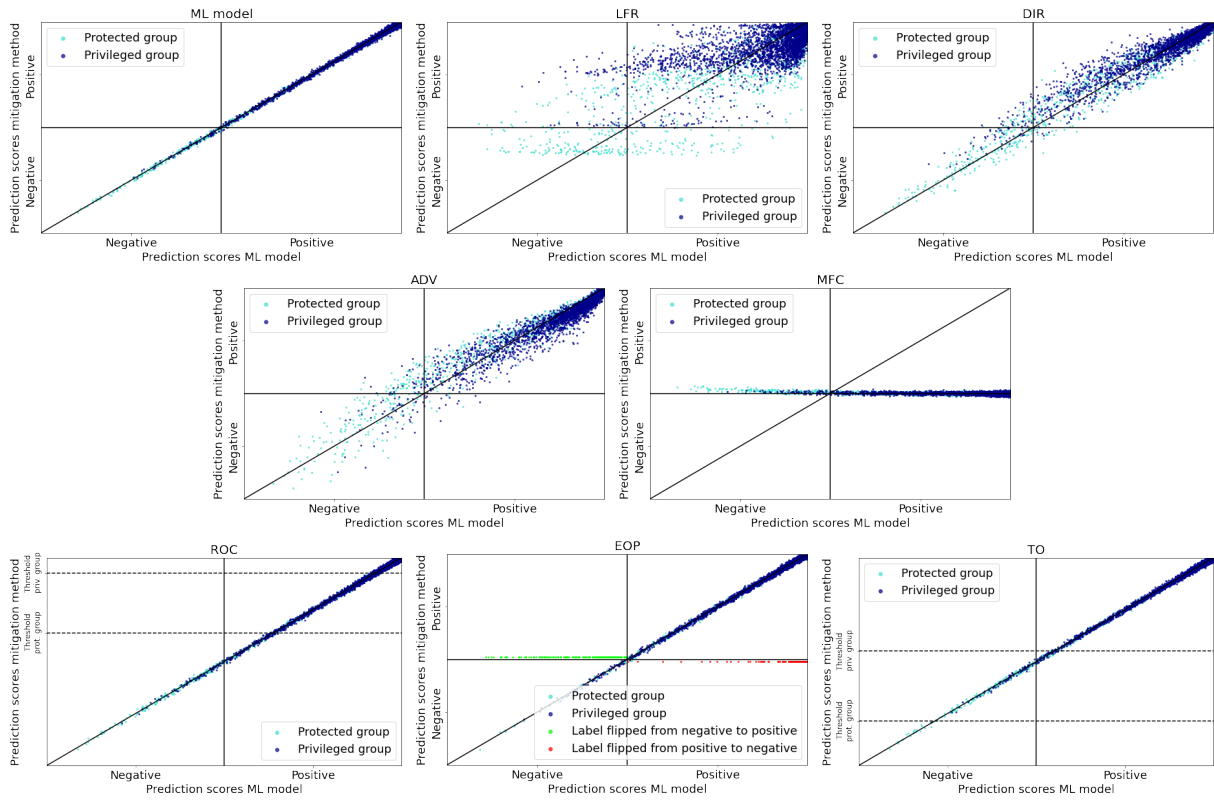 ML model
Protected group
Privileged group
Prediction scores mitigation method
Positive
Negative
Negative
Positive
Prediction scores ML model
LFR
Prediction scores mitigation method
Positive
Negative
Protected group
Privileged group
Negative
Positive
Prediction scores ML model
DIR
Protected group
Privileged group
Prediction scores mitigation method
Positive
Negative
Negative
Positive
Prediction scores ML model
ADV
Protected group
Privileged group
Prediction scores mitigation method
Positive
Negative
Negative
Positive
Prediction scores ML model
MFC
Protected group
Privileged group
Prediction scores mitigation method
Positive
Negative
Negative
Positive
Prediction scores ML model
ROC
Prediction scores mitigation method
Threshold
priv group
Threshold
prot. group
Protected group
Privileged group
Negative
Positive
Prediction scores ML model
EOP
Prediction scores mitigation method
Positive
Negative
Protected group
Privileged group
Label flipped from negative to positive
Label flipped from positive to negative
Negative
Positive
Prediction scores ML model
TO
Protected group
Privileged group
Prediction scores mitigation method
Threshold
priv group
Threshold
prot. group
Negative
Positive
Prediction scores ML model